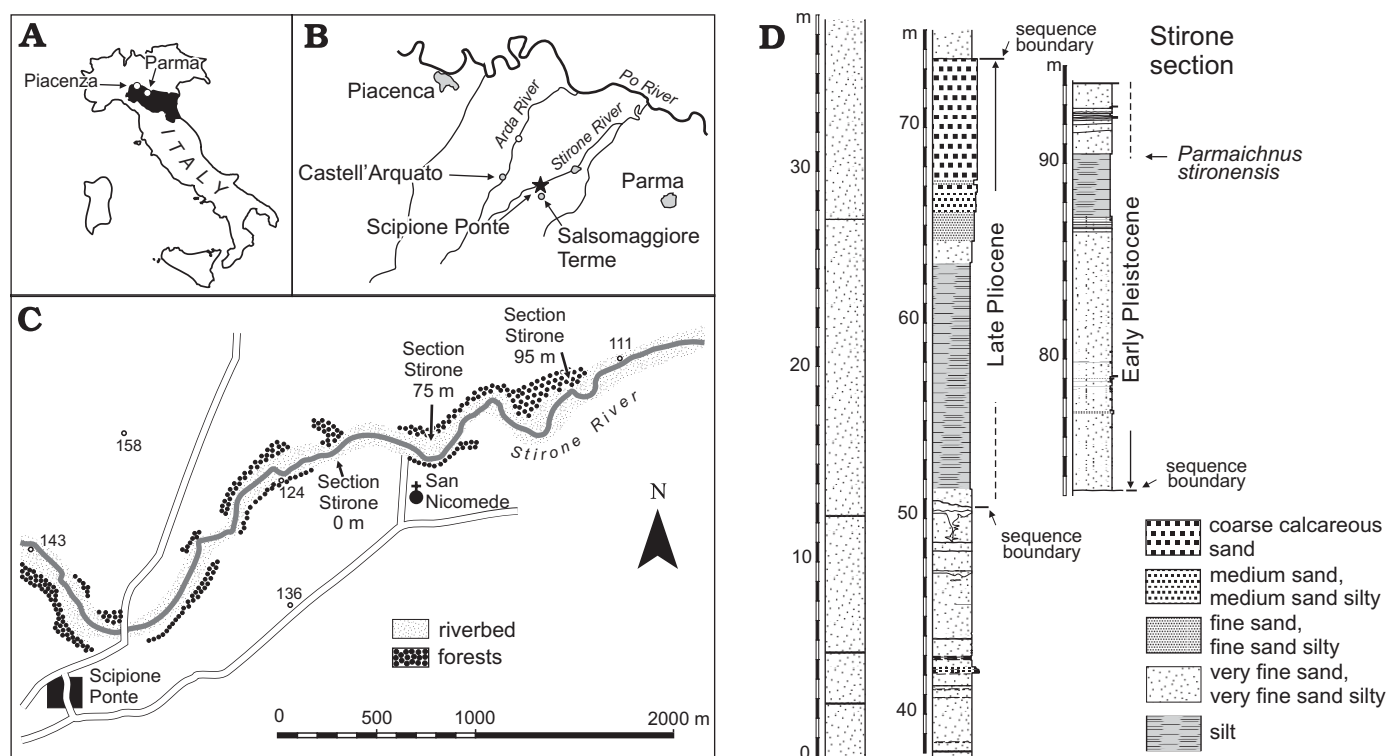 A
Piacenza
Parma
ITALY
B
Piacenca
Arda River
Po River
Stirone River
Castell'Arquato
Parma
Scipione Ponte
Salsomaggiore
Terme
C
Section
Stirone
95 m
111
Section
Stirone
75 m
Stirone River
158
124
Section
Stirone
0 m
San
Nicomede
N
143
136
riverbed
forests
Scipione
Ponte
0 500 1000 2000 m
D
m
30
20
10
0
m
70
60
50
40
sequence
boundary
Late Pliocene
sequence
boundary
Stirone
section
m
90
80
Parmaichnus
stironensis
Early Pleistocene
sequence
boundary
coarse calcareous
sand
medium sand,
medium sand silty
fine sand,
fine sand silty
very fine sand,
very fine sand silty
silt